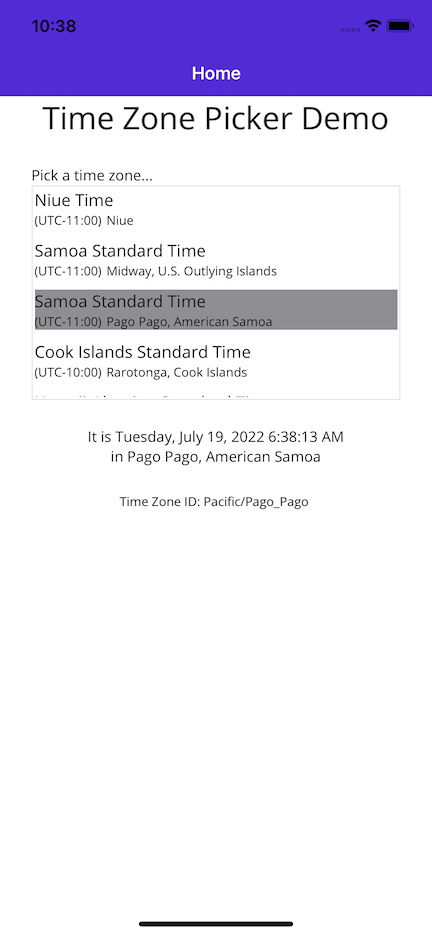 10:38
Home
Time Zone Picker Demo
Pick a time zone...
Niue Time
(UTC-11:00) Niue
Samoa Standard Time
(UTC-11:00) Midway, U.S. Outlying Islands
Samoa Standard Time
(UTC-11:00) Pago Pago, American Samoa
Cook Islands Standard Time
(UTC-10:00) Rarotonga, Cook Islands
It is Tuesday, July 19, 2022 6:38:13 AM
in Pago Pago, American Samoa
Time Zone ID: Pacific/Pago_Pago